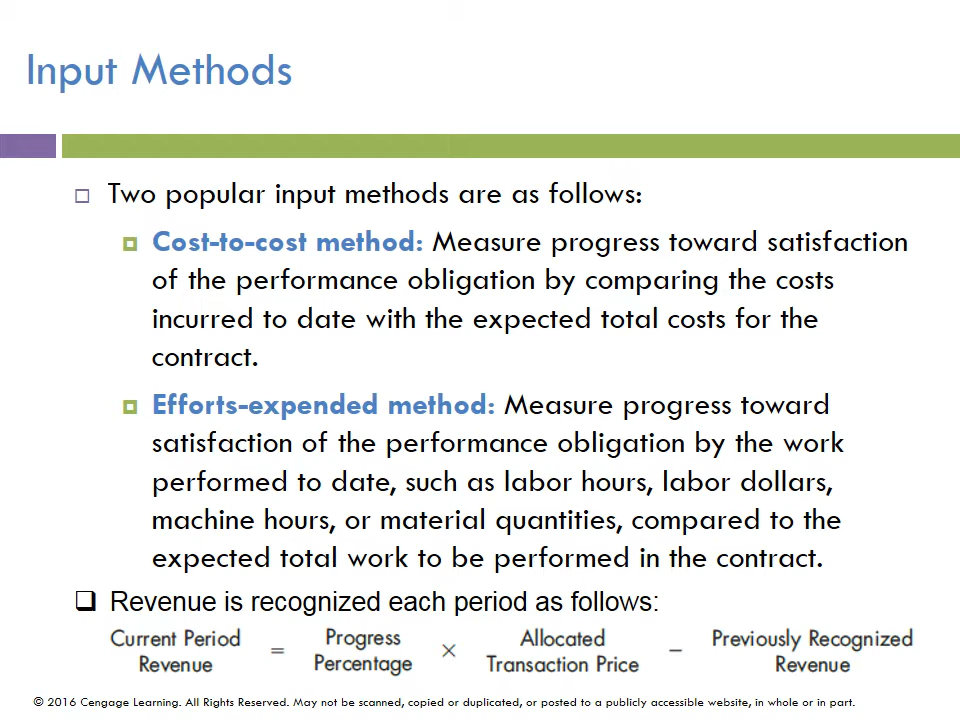 Input Methods
Two popular input methods are as follows:
Cost-to-cost method: Measure progress toward satisfaction
of the performance obligation by comparing the costs
incurred to date with the expected total costs for the
contract.
Efforts-expended method: Measure progress toward
satisfaction of the performance obligation by the work
performed to date, such as labor hours, labor dollars,
machine hours, or material quantities, compared to the
expected total work to be performed in the contract.
Revenue is recognized each period as follows:
Current Period Revenue = Progress Percentage × Allocated Transaction Price − Previously Recognized Revenue
© 2016 Cengage Learning. All Rights Reserved. May not be scanned, copied or duplicated, or posted to a publicly accessible website, in whole or in part.